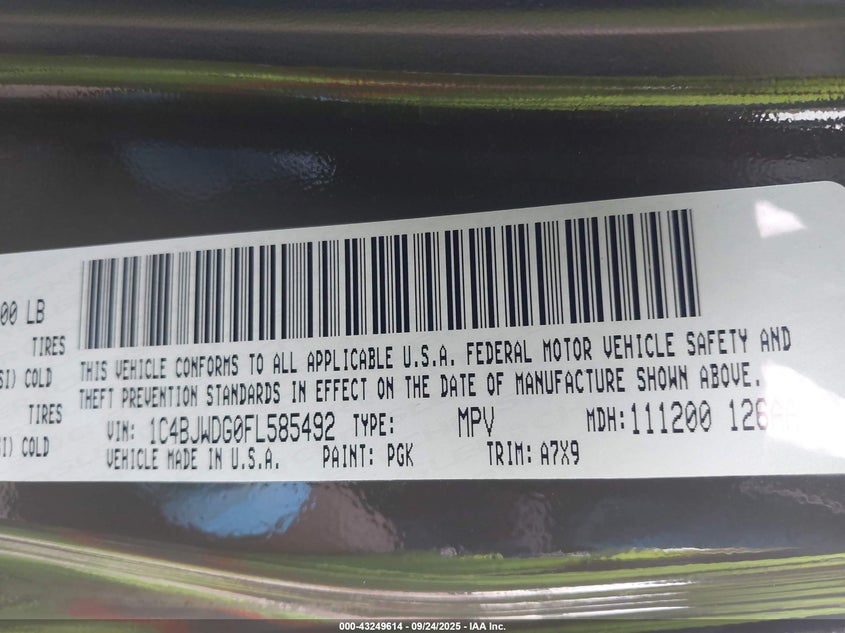 00 LB
TIRES
SI) COLD
TIRES
SI) COLD
THIS VEHICLE CONFORMS TO ALL APPLICABLE U.S.A. FEDERAL MOTOR VEHICLE SAFETY AND
THEFT PREVENTION STANDARDS IN EFFECT ON THE DATE OF MANUFACTURE SHOWN ABOVE.
VIN: 1C4BJWDG0FL585492 TYPE: MPV MDH: 111200 126AA
VEHICLE MADE IN U.S.A. PAINT: PGK TRIM: A7X9
000-43249614 - 09/24/2025 - IAA Inc.